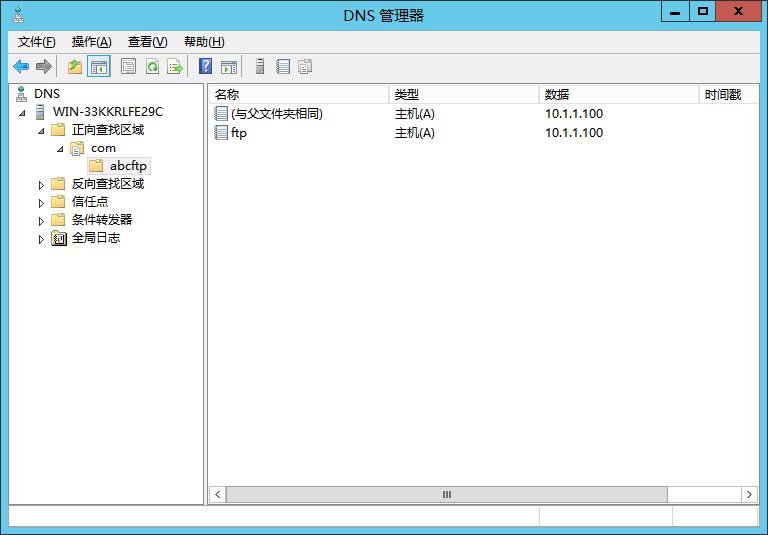 DNS 管理器
文件(F) 操作(A) 查看(V) 帮助(H)
DNS
WIN-33KKRLFE29C
正向查找区域
com
abcftp
反向查找区域
信任点
条件转发器
全局日志
名称 类型 数据 时间戳
(与父文件夹相同) 主机(A) 10.1.1.100
ftp 主机(A) 10.1.1.100